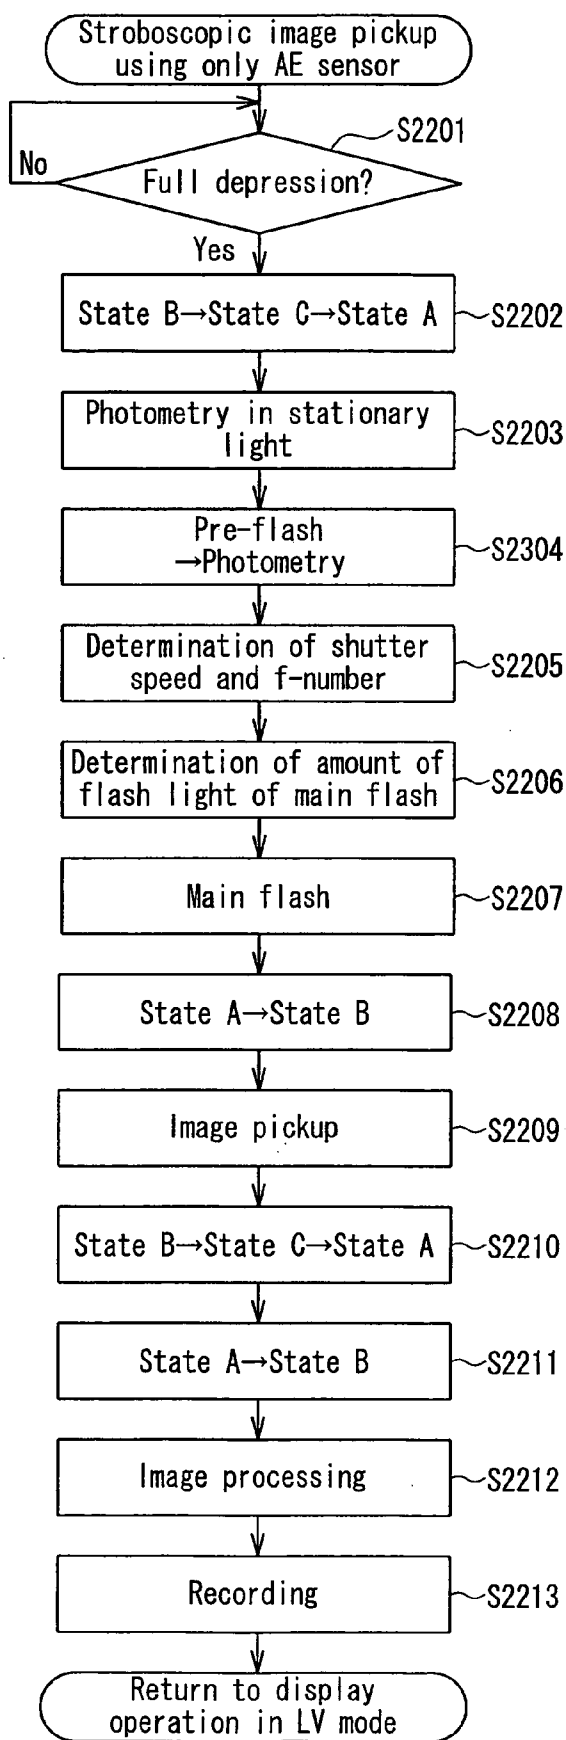 Stroboscopic image pickup
using only AE sensor
S2201
No
Full depression?
Yes
State B→State C→State A
S2202
Photometry in stationary
light
S2203
Pre-flash
→Photometry
S2304
Determination of shutter
speed and f-number
S2205
Determination of amount of
flash light of main flash
S2206
Main flash
S2207
State A→State B
S2208
Image pickup
S2209
State B→State C→State A
S2210
State A→State B
S2211
Image processing
S2212
Recording
S2213
Return to display
operation in LV mode